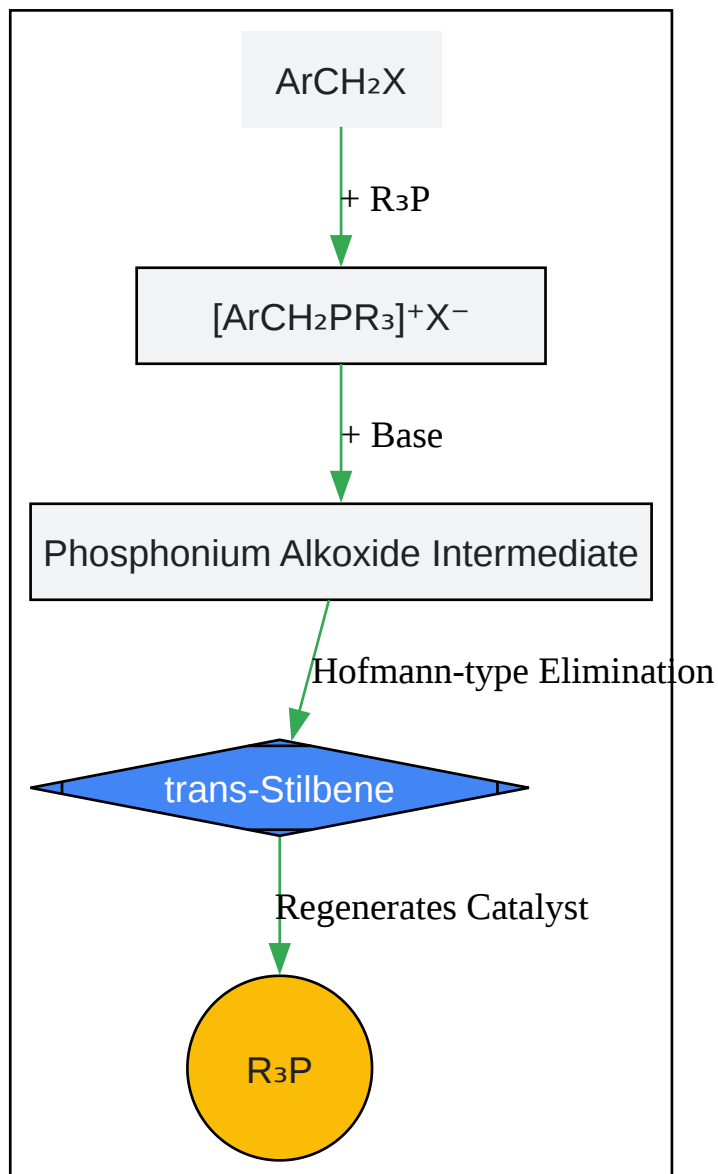 ArCH₂X
+ R₃P
[ArCH₂PR₃]⁺X⁻
+ Base
Phosphonium Alkoxide Intermediate
Hofmann-type Elimination
trans-Stilbene
Regenerates Catalyst
R₃P